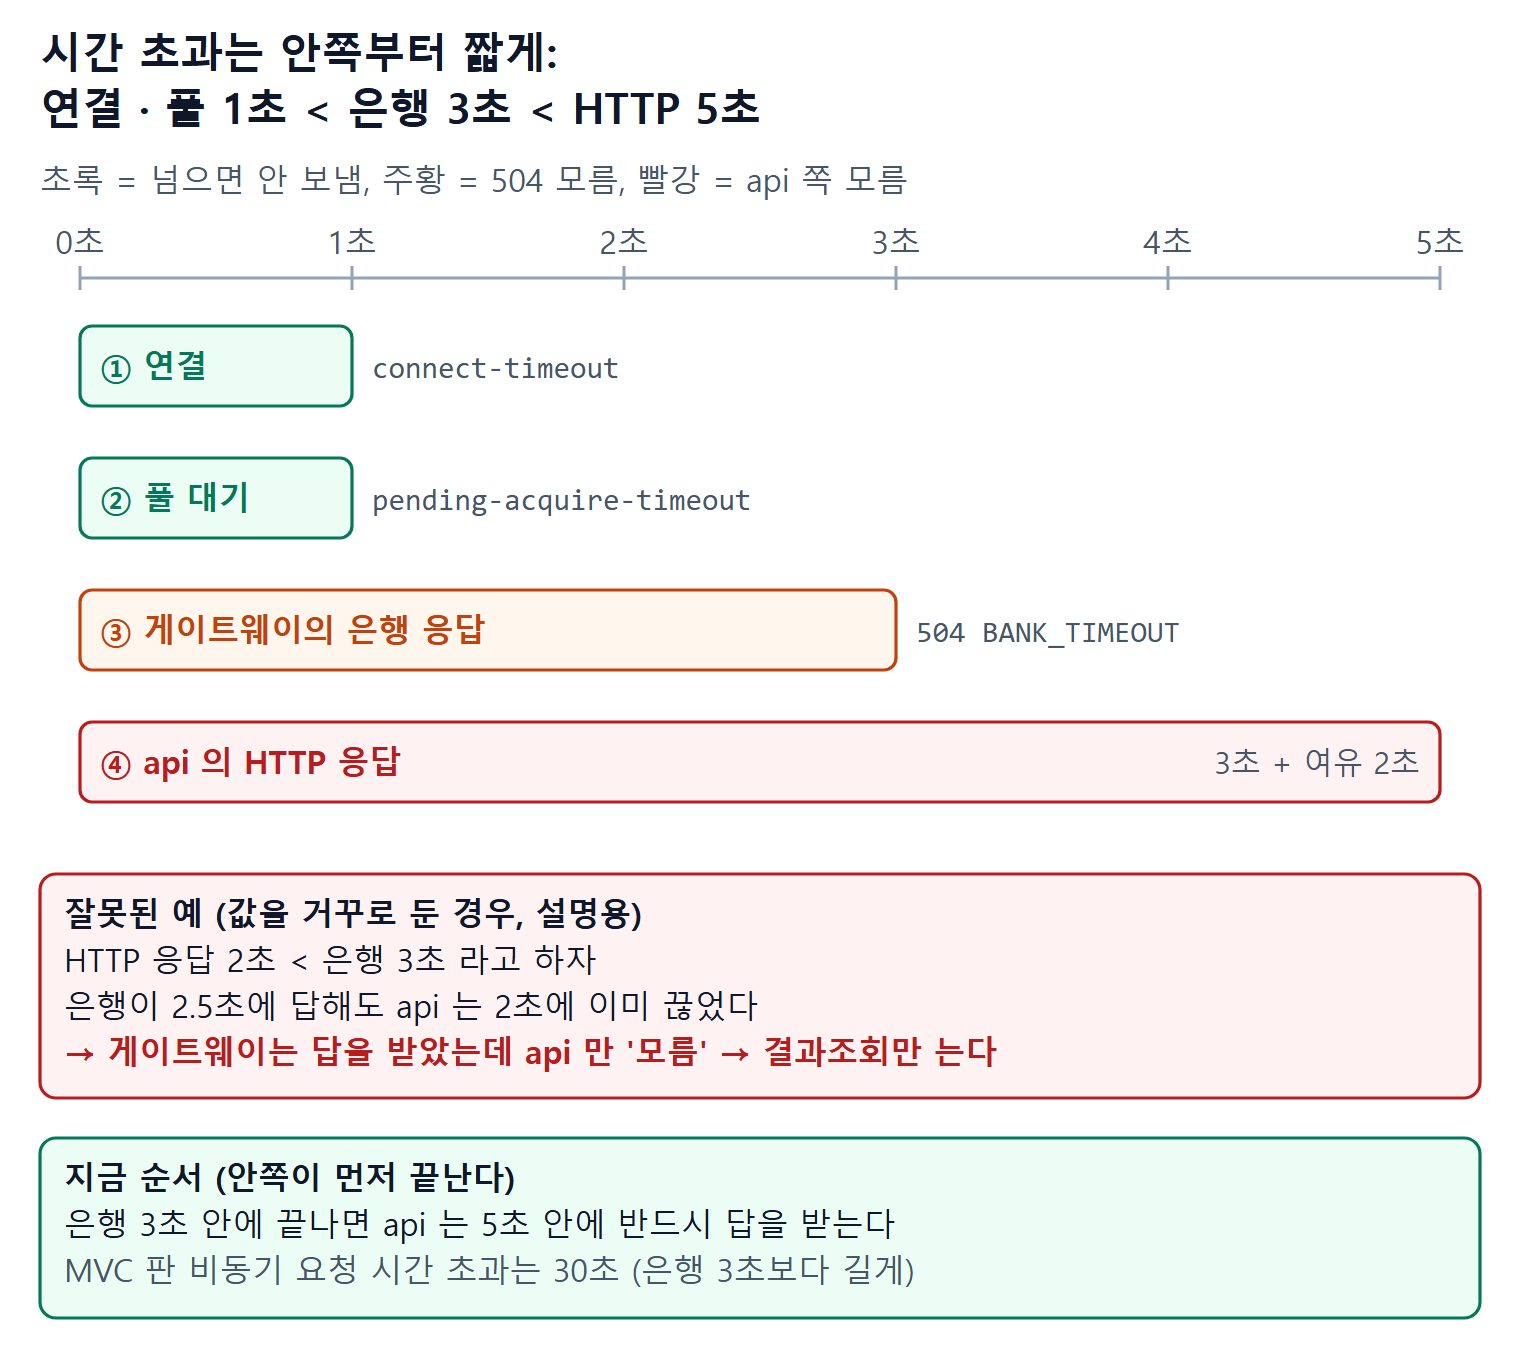 시간 초과는 안쪽부터 짧게:
연결 · 풀 1초 < 은행 3초 < HTTP 5초
초록 = 넘으면 안 보냄, 주황 = 504 모름, 빨강 = api 쪽 모름
0초 1초 2초 3초 4초 5초
① 연결 connect-timeout
② 풀 대기 pending-acquire-timeout
③ 게이트웨이의 은행 응답 504 BANK_TIMEOUT
④ api 의 HTTP 응답 3초 + 여유 2초
잘못된 예 (값을 거꾸로 둔 경우, 설명용)
HTTP 응답 2초 < 은행 3초 라고 하자
은행이 2.5초에 답해도 api 는 2초에 이미 끊었다
→ 게이트웨이는 답을 받았는데 api 만 '모름' → 결과조회만 는다
지금 순서 (안쪽이 먼저 끝난다)
은행 3초 안에 끝나면 api 는 5초 안에 반드시 답을 받는다
MVC 판 비동기 요청 시간 초과는 30초 (은행 3초보다 길게)